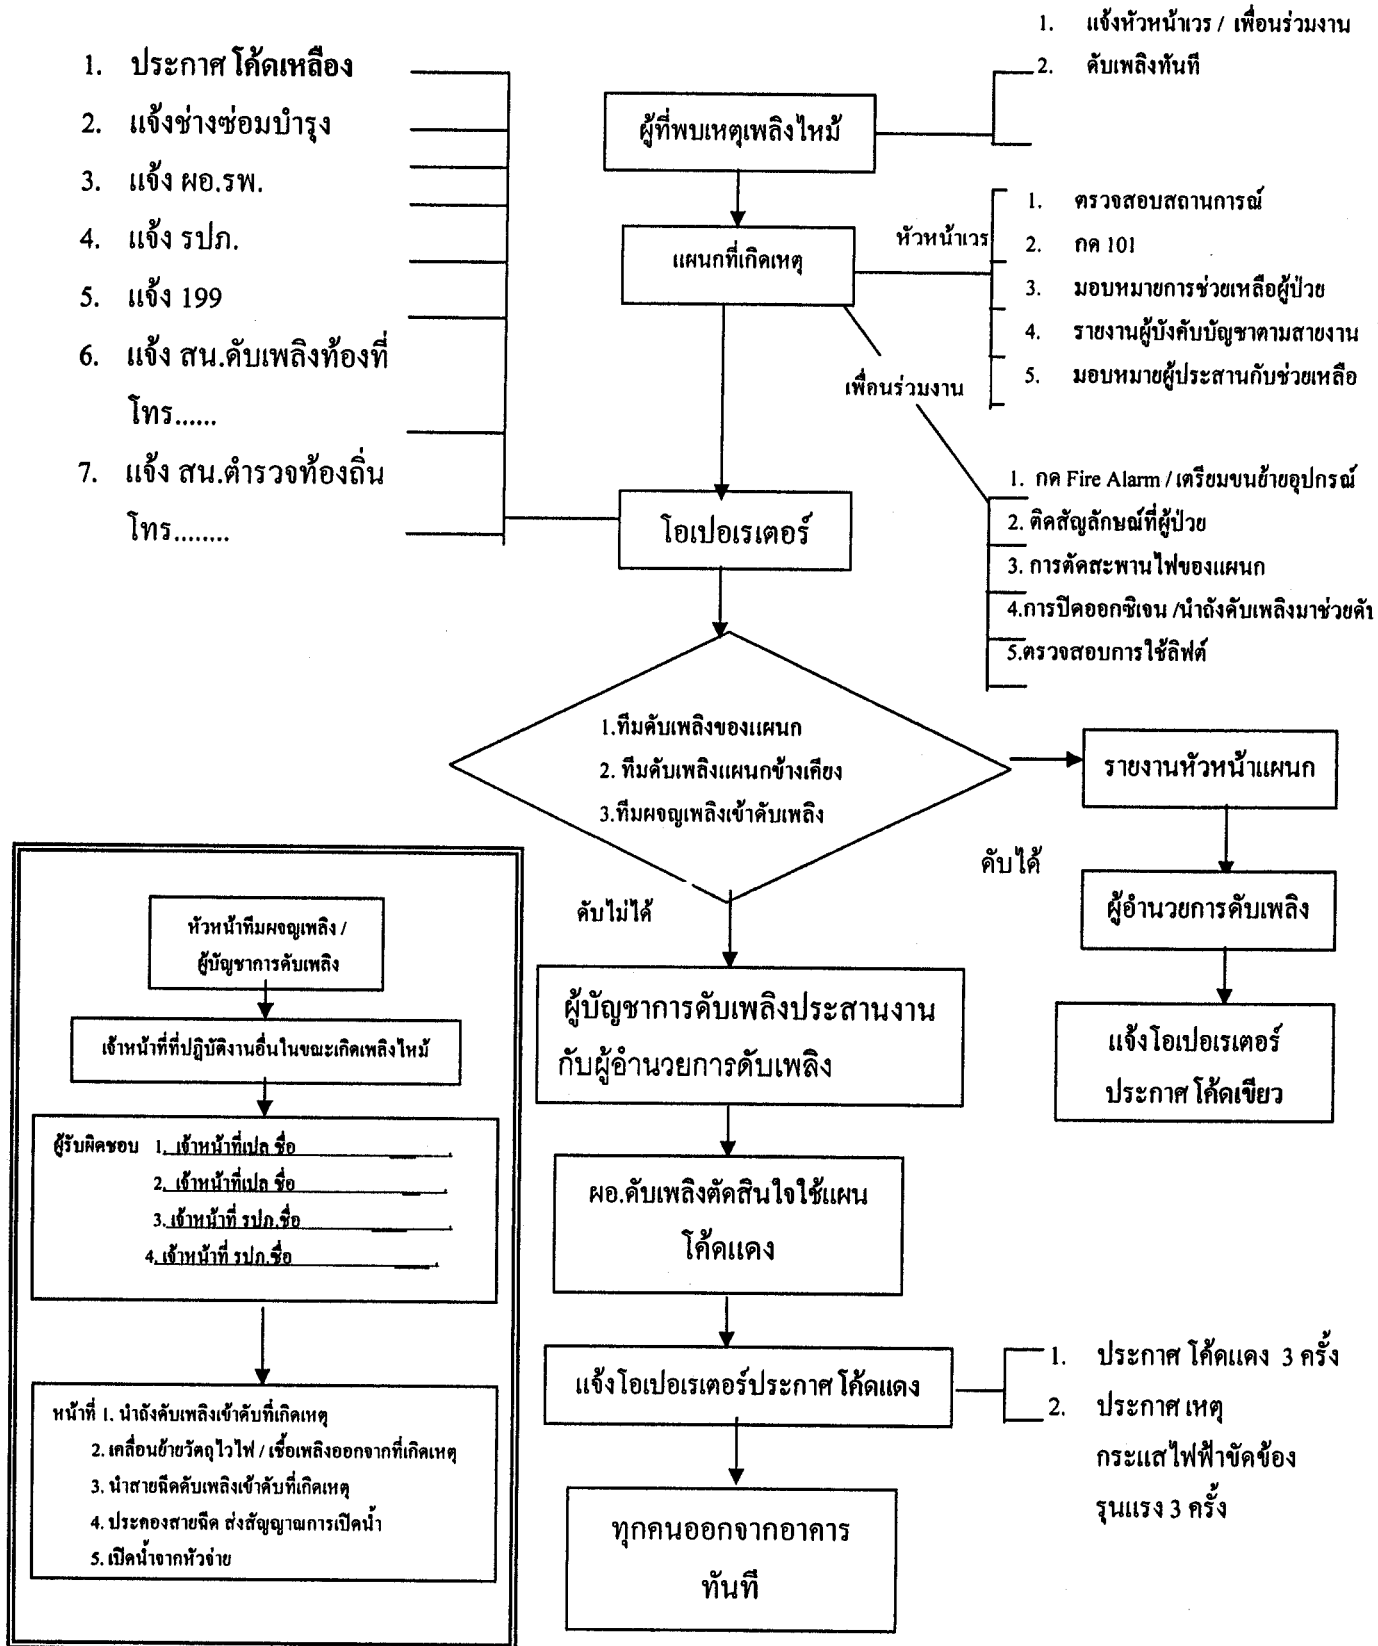 1. ประกาศ โค้ดเหลือง
2. แจ้งช่างซ่อมบำรุง
3. แจ้ง ผอ.รพ.
4. แจ้ง รปภ.
5. แจ้ง 199
6. แจ้ง สน.ดับเพลิงท้องที่
โทร......
7. แจ้ง สน.ตำรวจท้องถิ่น
โทร........
ผู้ที่พบเหตุเพลิงไหม้
1. แจ้งหัวหน้าเวร / เพื่อนร่วมงาน
2. ดับเพลิงทันที
แผนกที่เกิดเหตุ
หัวหน้าเวร
1. ตรวจสอบสถานการณ์
2. กด 101
3. มอบหมายการช่วยเหลือผู้ป่วย
4. รายงานผู้บังคับบัญชาตามสายงาน
5. มอบหมายผู้ประสานกับช่วยเหลือ
เพื่อนร่วมงาน
1. กด Fire Alarm / เตรียมขนย้ายอุปกรณ์
2. ติดสัญลักษณ์ที่ผู้ป่วย
3. การตัดสะพานไฟของแผนก
4.การปิดออกซิเจน /นำถังดับเพลิงมาช่วยดับ
5.ตรวจสอบการใช้ลิฟต์
โอเปอเรเตอร์
1.ทีมดับเพลิงของแผนก
2. ทีมดับเพลิงแผนกข้างเคียง
3.ทีมผจญเพลิงเข้าดับเพลิง
ดับได้
รายงานหัวหน้าแผนก
ผู้อำนวยการดับเพลิง
แจ้งโอเปอเรเตอร์
ประกาศ โค้ดเขียว
ดับไม่ได้
ผู้บัญชาการดับเพลิงประสานงาน
กับผู้อำนวยการดับเพลิง
ผอ.ดับเพลิงตัดสินใจใช้แผน
โค้ดแดง
แจ้งโอเปอเรเตอร์ประกาศ โค้ดแดง
1. ประกาศ โค้ดแดง 3 ครั้ง
2. ประกาศ เหตุ
กระแสไฟฟ้าขัดข้อง
รุนแรง 3 ครั้ง
ทุกคนออกจากอาคาร
ทันที
หัวหน้าทีมผจญเพลิง /
ผู้บัญชาการดับเพลิง
เจ้าหน้าที่ที่ปฏิบัติงานอื่นในขณะเกิดเพลิงไหม้
ผู้รับผิดชอบ 1. เจ้าหน้าที่เปล ชื่อ
2. เจ้าหน้าที่เปล ชื่อ
3. เจ้าหน้าที่ รปภ.ชื่อ
4. เจ้าหน้าที่ รปภ.ชื่อ
หน้าที่ 1. นำถังดับเพลิงเข้าดับที่เกิดเหตุ
2. เคลื่อนย้ายวัตถุไวไฟ / เชื้อเพลิงออกจากที่เกิดเหตุ
3. นำสายฉีดดับเพลิงเข้าดับที่เกิดเหตุ
4. ประคองสายฉีด ส่งสัญญาณการเปิดน้ำ
5. เปิดน้ำจากหัวจ่าย